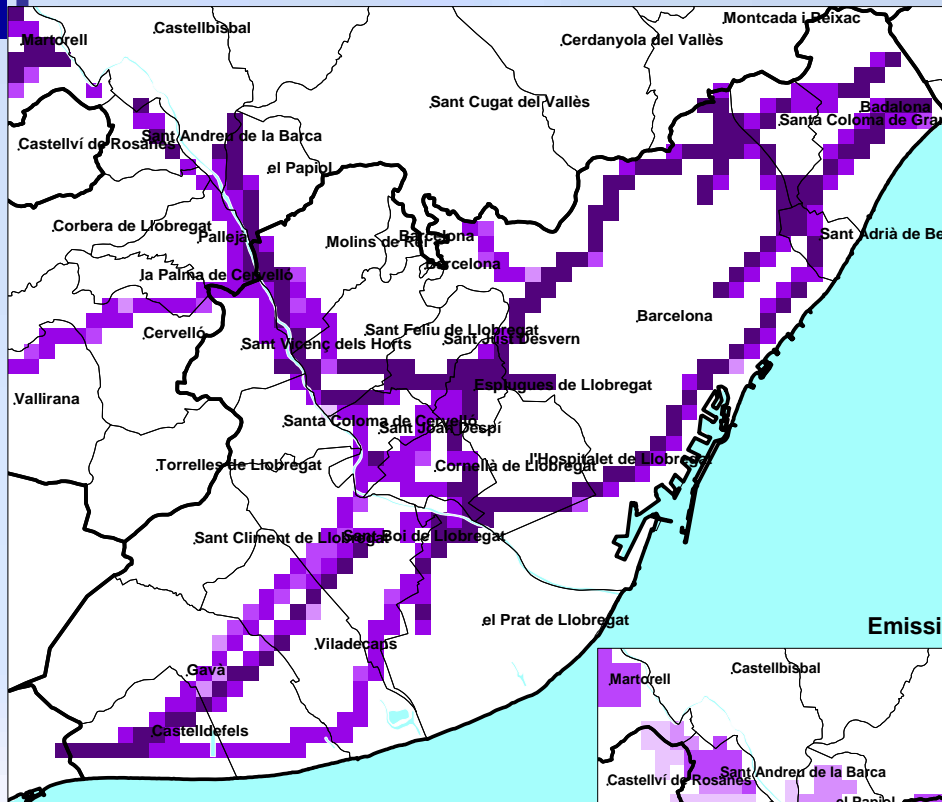 Montcada i Reixac
Castellbisbal
Martorell
Cerdanyola del Vallès
Sant Cugat del Vallès
Badalona
Santa Coloma de Gra
Sant Andreu de la Barca
Castellví de Rosanes
el Papiol
Corbera de Llobregat
Pallejà
Molins de Re
Barcelona
Sant Adrià de Be
Barcelona
la Palma de Cervelló
Barcelona
Cervelló
Sant Feliu de Llobregat
Sant Just Desvern
Sant Vicenç dels Horts
Esplugues de Llobregat
Vallirana
Santa Coloma de Cervelló
Sant Joan Despí
l'Hospitalet de Llobregat
Torrelles de Llobregat
Cornellà de Llobregat
Sant Climent de Llobregat
Sant Boi de Llobregat
el Prat de Llobregat
Emissi
Viladecans
Gavà
Castellbisbal
Martorell
Castelldefels
Sant Andreu de la Barca
Castellví de Rosanes
el Papiol